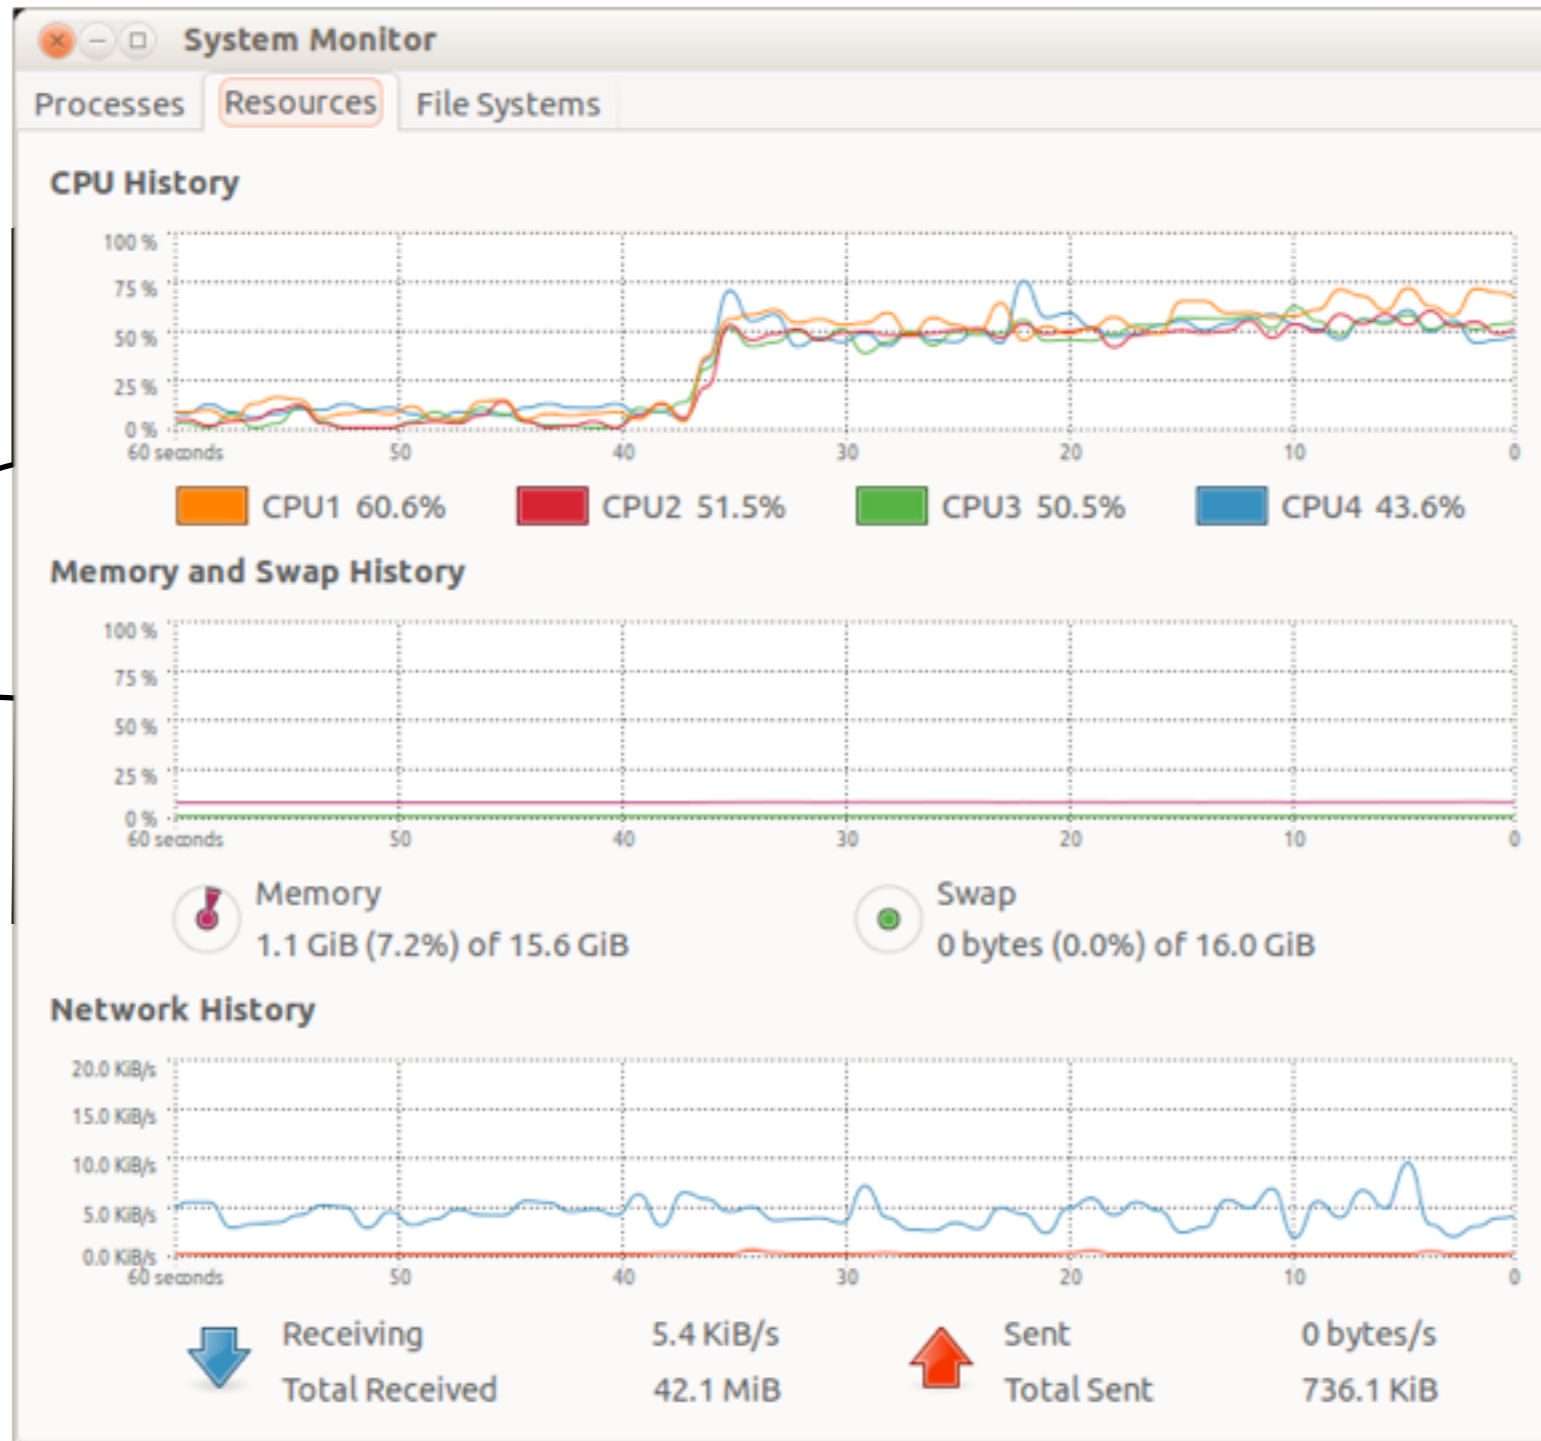 System Monitor
Processes Resources File Systems
CPU History
100 %
75 %
50 %
25 %
0 %
60 seconds 50 40 30 20 10 0
CPU1 60.6% CPU2 51.5% CPU3 50.5% CPU4 43.6%
Memory and Swap History
100 %
75 %
50 %
25 %
0 %
60 seconds 50 40 30 20 10 0
Memory Swap
1.1 GiB (7.2%) of 15.6 GiB 0 bytes (0.0%) of 16.0 GiB
Network History
20.0 KiB/s
15.0 KiB/s
10.0 KiB/s
5.0 KiB/s
0.0 KiB/s
60 seconds 50 40 30 20 10 0
Receiving 5.4 KiB/s Sent 0 bytes/s
Total Received 42.1 MiB Total Sent 736.1 KiB